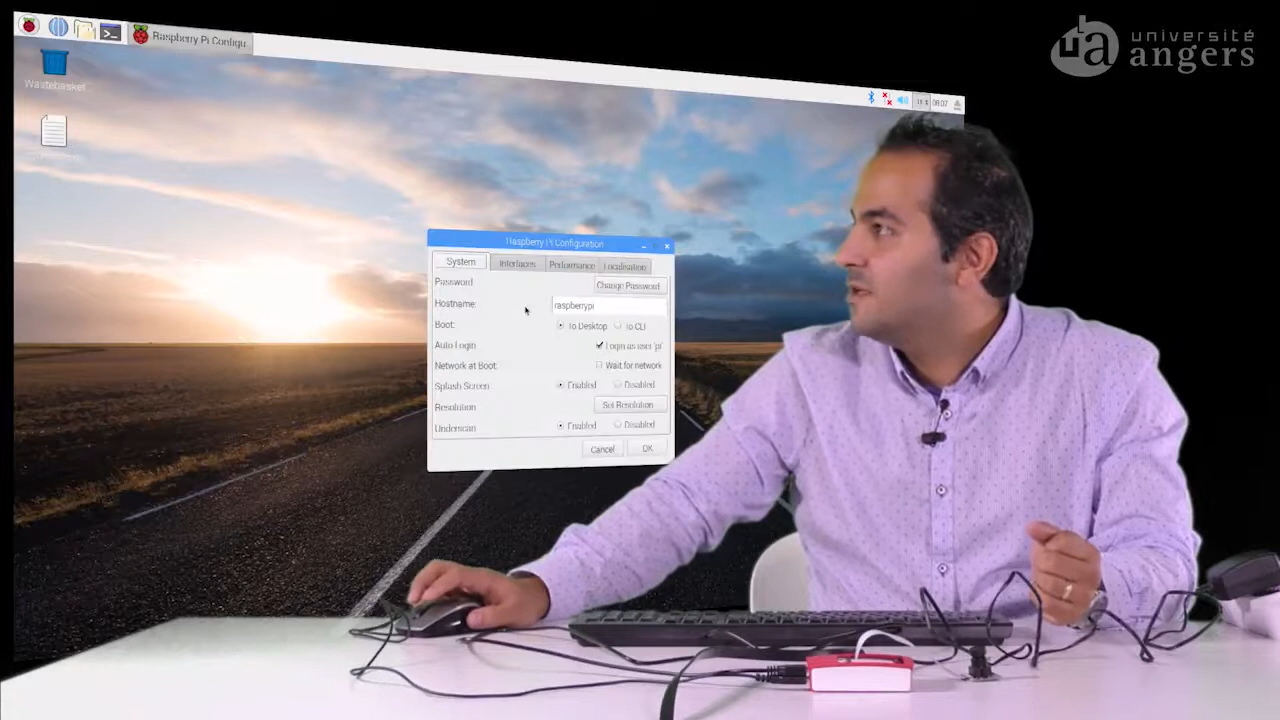 Raspberry Pi Configu
université
angers
Wastebasket
08:07
Raspberry Pi Configuration
System Interfaces Performance Localisation
Password Change Password
Hostname: raspberrypi
Boot: To Desktop To CLI
Auto Login Login as user 'pi'
Network at Boot: Wait for network
Splash Screen Enabled Disabled
Resolution Set Resolution
Underscan Enabled Disabled
Cancel OK